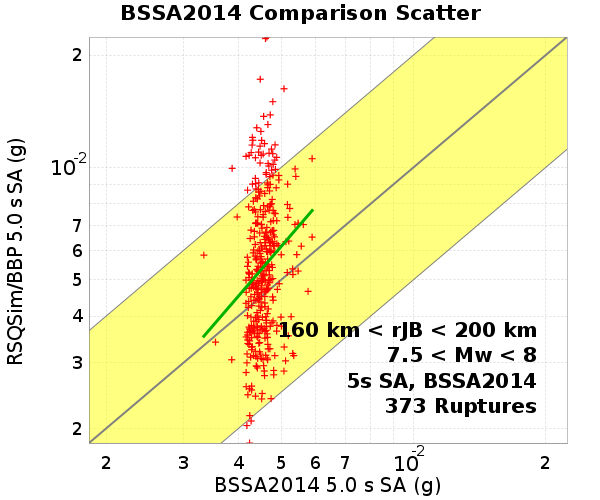 BSSA2014 Comparison Scatter
RSQSim/BBP 5.0 s SA (g)
2
10-2
7
6
5
4
3
2
160 km < rJB < 200 km
7.5 < Mw < 8
5s SA, BSSA2014
373 Ruptures
2 3 4 5 6 7 10-2 2
BSSA2014 5.0 s SA (g)